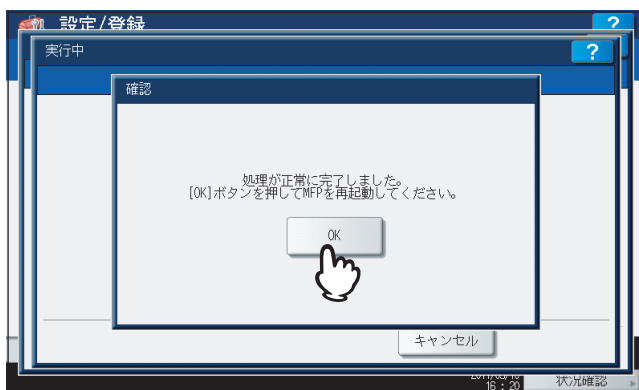 設定/登録
?
実行中
?
確認
処理が正常に完了しました。
[OK]ボタンを押してMFPを再起動してください。
OK
キャンセル
16 : 20
状況確認